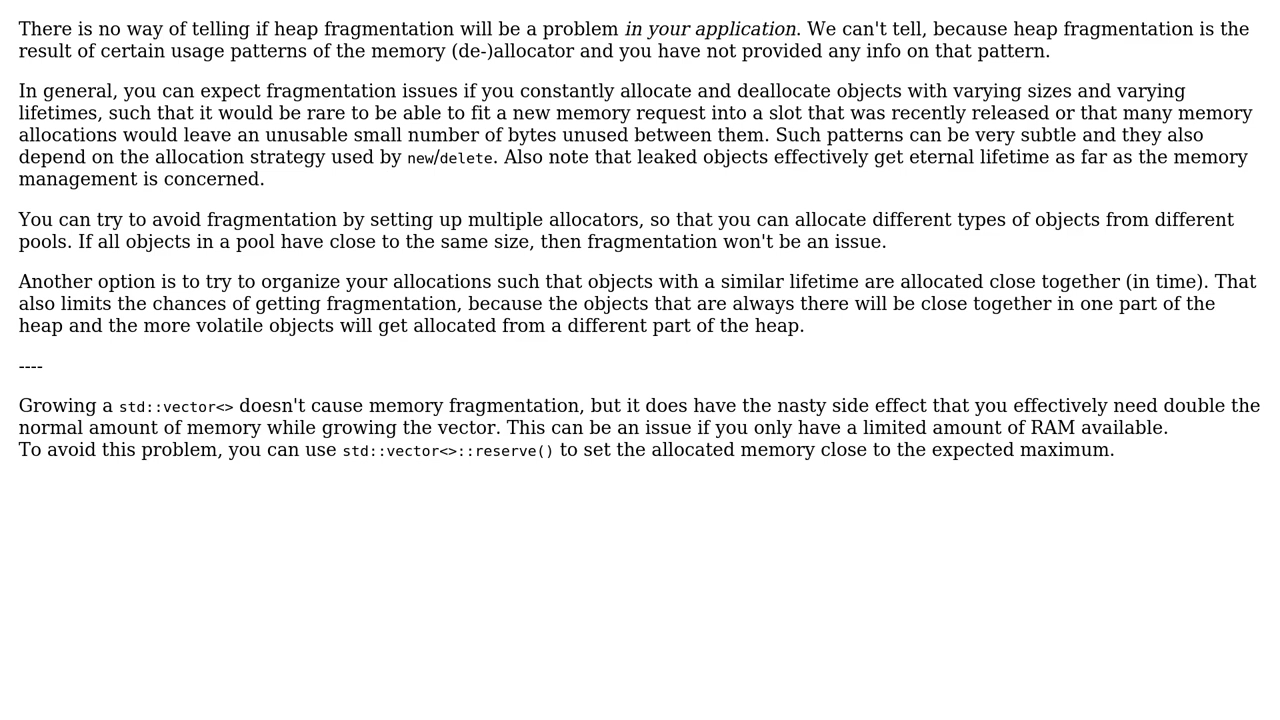 There is no way of telling if heap fragmentation will be a problem in your application. We can't tell, because heap fragmentation is the
result of certain usage patterns of the memory (de-)allocator and you have not provided any info on that pattern.
In general, you can expect fragmentation issues if you constantly allocate and deallocate objects with varying sizes and varying
lifetimes, such that it would be rare to be able to fit a new memory request into a slot that was recently released or that many memory
allocations would leave an unusable small number of bytes unused between them. Such patterns can be very subtle and they also
depend on the allocation strategy used by new/delete. Also note that leaked objects effectively get eternal lifetime as far as the memory
management is concerned.
You can try to avoid fragmentation by setting up multiple allocators, so that you can allocate different types of objects from different
pools. If all objects in a pool have close to the same size, then fragmentation won't be an issue.
Another option is to try to organize your allocations such that objects with a similar lifetime are allocated close together (in time). That
also limits the chances of getting fragmentation, because the objects that are always there will be close together in one part of the
heap and the more volatile objects will get allocated from a different part of the heap.
----
Growing a std::vector<> doesn't cause memory fragmentation, but it does have the nasty side effect that you effectively need double the
normal amount of memory while growing the vector. This can be an issue if you only have a limited amount of RAM available.
To avoid this problem, you can use std::vector<>::reserve() to set the allocated memory close to the expected maximum.